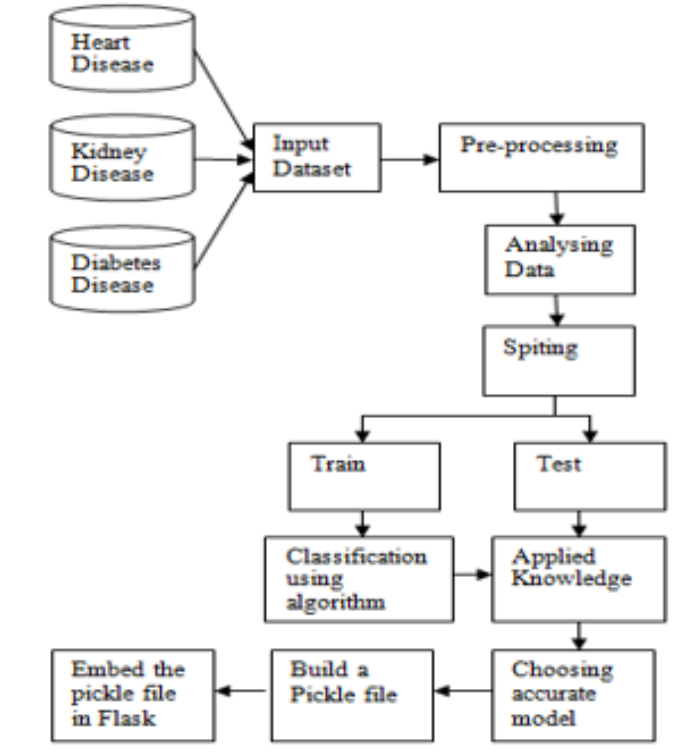 Heart
Disease
Kidney
Disease
Diabetes
Disease
Input
Dataset
Pre-processing
Analysing
Data
Spiting
Train
Test
Classification
using
algorithm
Applied
Knowledge
Choosing
accurate
model
Build a
Pickle file
Embed the
pickle file
in Flask